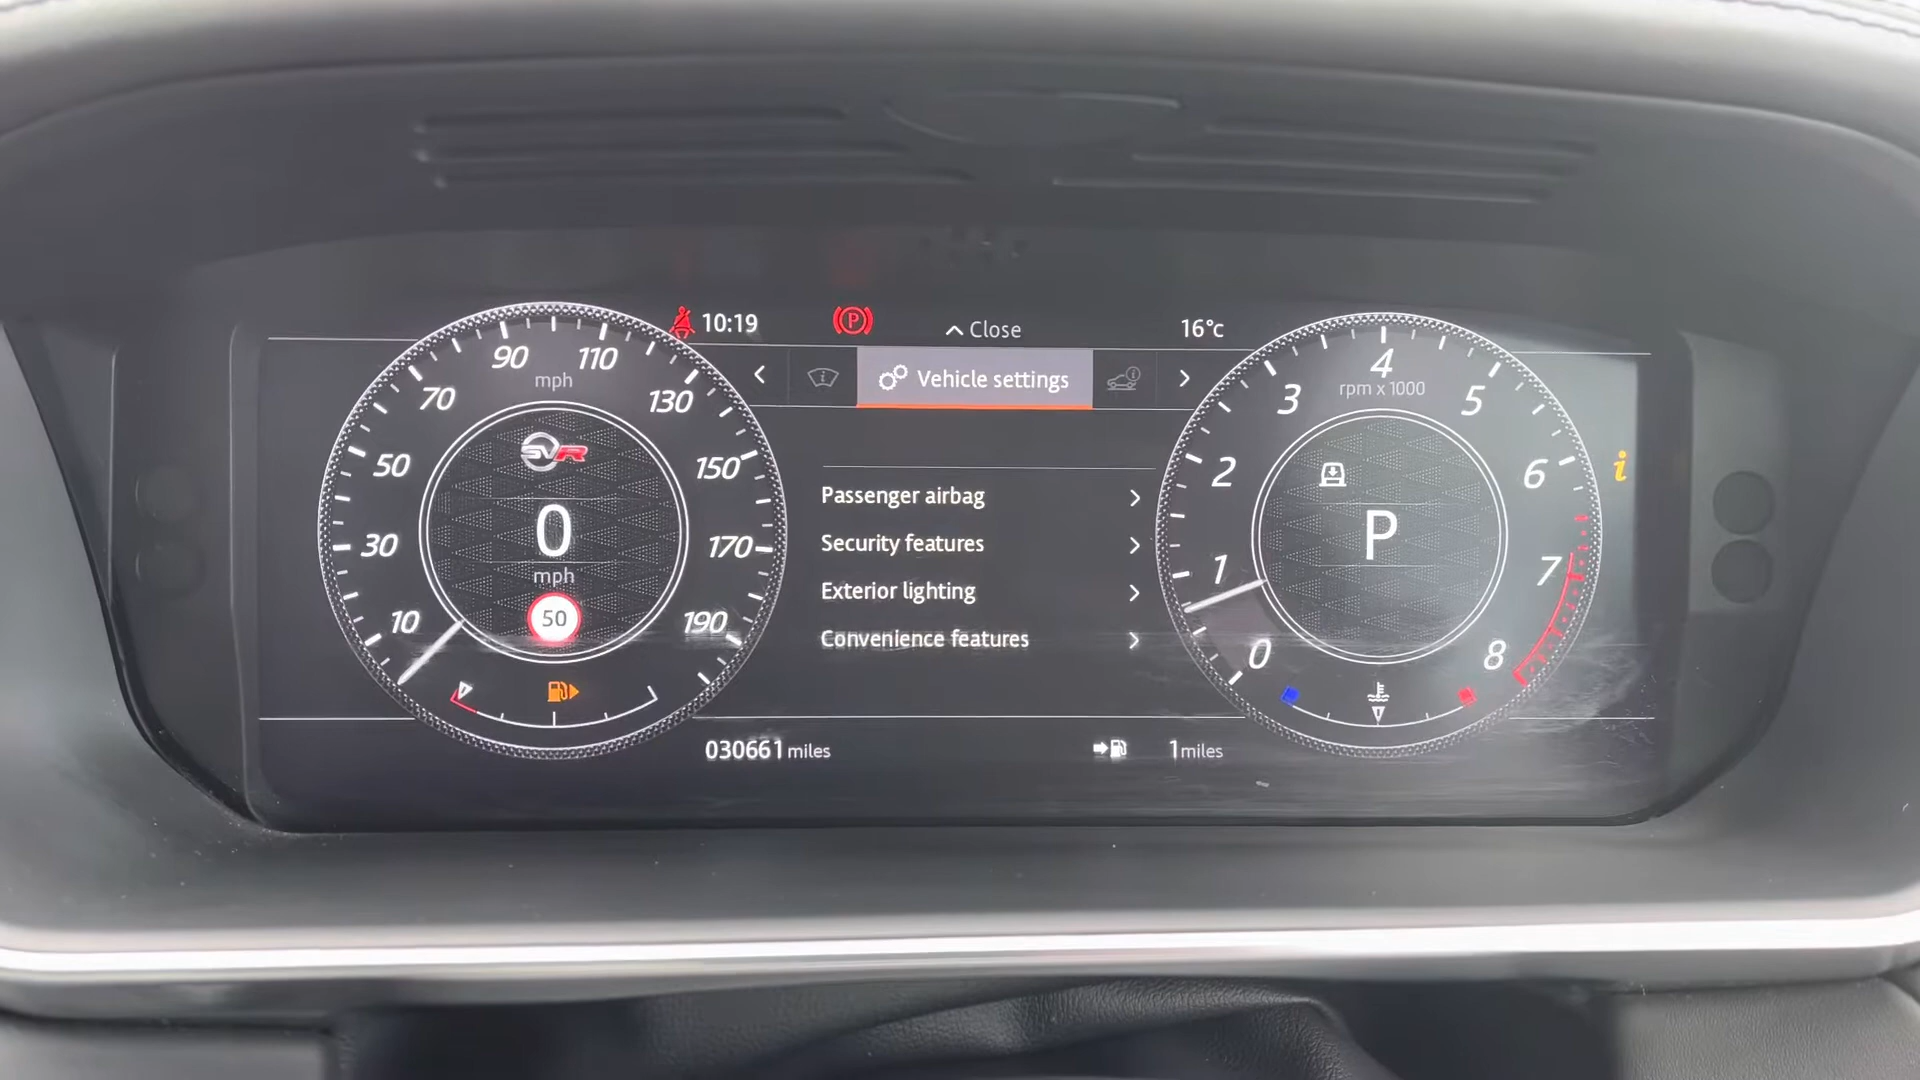 10:19
P
Close
16°c
Vehicle settings
10
30
50
70
90
110
130
150
170
190
mph
SVR
0
mph
50
Passenger airbag
Security features
Exterior lighting
Convenience features
0
1
2
3
4
5
6
7
8
rpm x 1000
P
i
030661 miles
1 miles